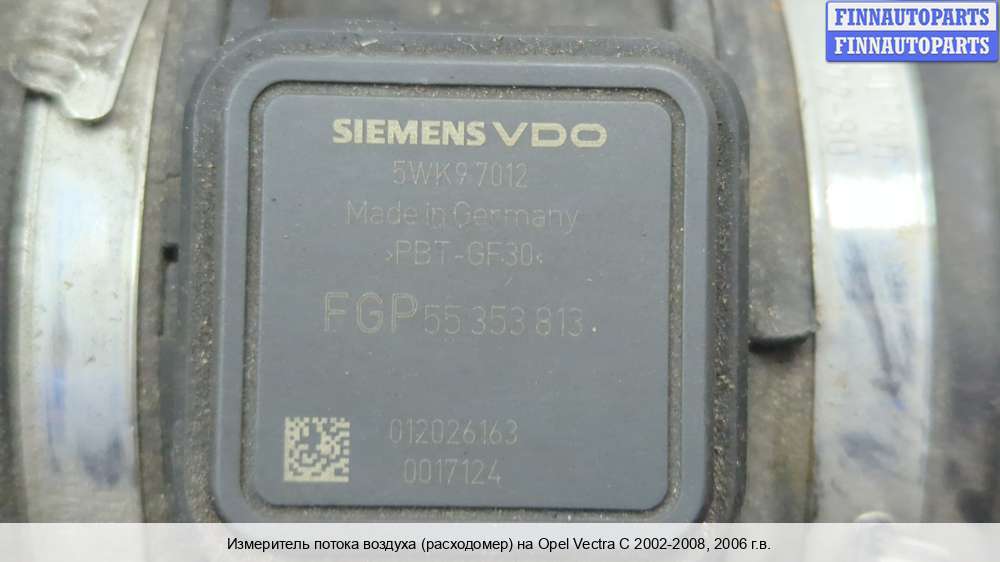 FINNAUTOPARTS
FINNAUTOPARTS
SIEMENS VDO
5WK9 7012
Made in Germany
>PBT-GF30<
FGP 55 353 813
012026163
0017124
Измеритель потока воздуха (расходомер) на Opel Vectra C 2002-2008, 2006 г.в.